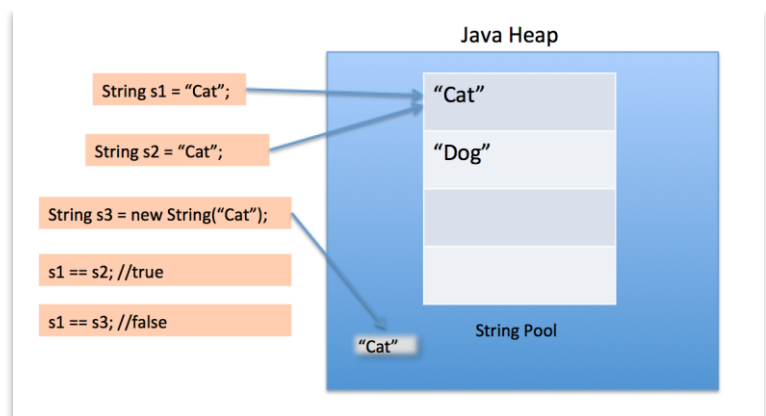 Java Heap
String s1 = “Cat”;
“Cat”
String s2 = “Cat”;
“Dog”
String s3 = new String(“Cat”);
s1 == s2; //true
s1 == s3; //false
String Pool
“Cat”